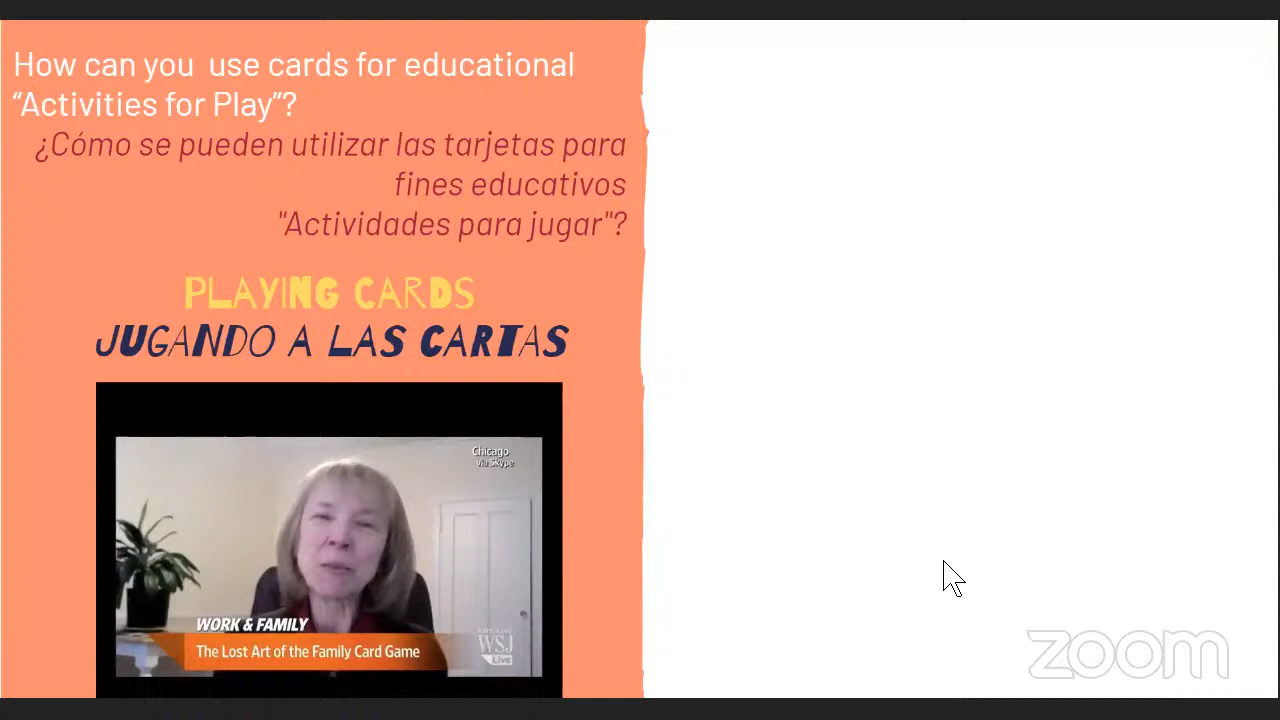 How can you use cards for educational
“Activities for Play”?
¿Cómo se pueden utilizar las tarjetas para
fines educativos
"Actividades para jugar"?
PLAYING CARDS
JUGANDO A LAS CARTAS
Chicago
via Skype
WORK & FAMILY
The Lost Art of the Family Card Game
WSJ
Live
zoom